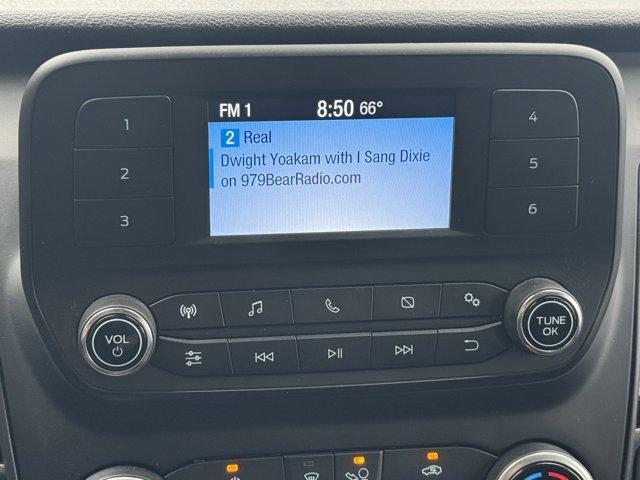 FM 1 8:50 66°
2 Real
Dwight Yoakam with I Sang Dixie
on 979BearRadio.com
1
2
3
4
5
6
VOL
TUNE
OK